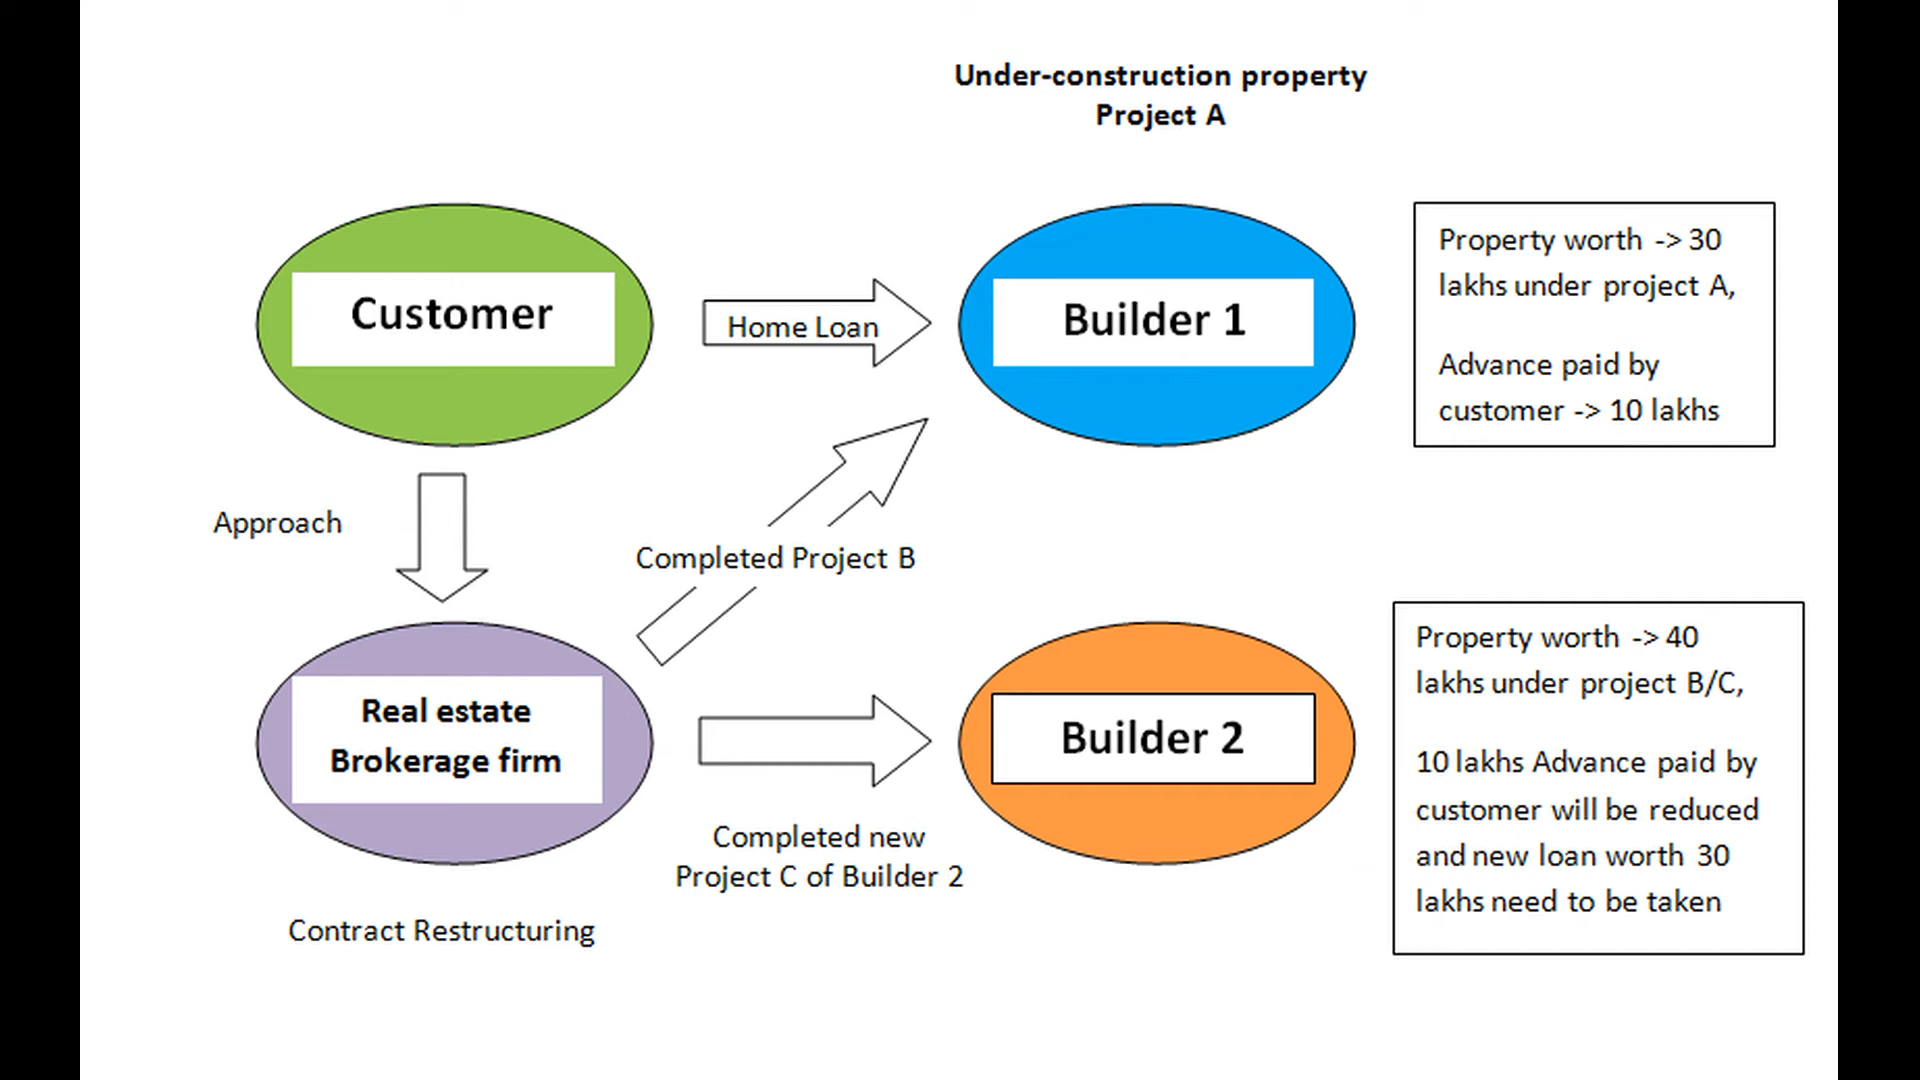 Under-construction property
Project A
Customer
Home Loan
Builder 1
Property worth -> 30
lakhs under project A,
Advance paid by
customer -> 10 lakhs
Approach
Completed Project B
Real estate
Brokerage firm
Builder 2
Property worth -> 40
lakhs under project B/C,
10 lakhs Advance paid by
customer will be reduced
and new loan worth 30
lakhs need to be taken
Completed new
Project C of Builder 2
Contract Restructuring